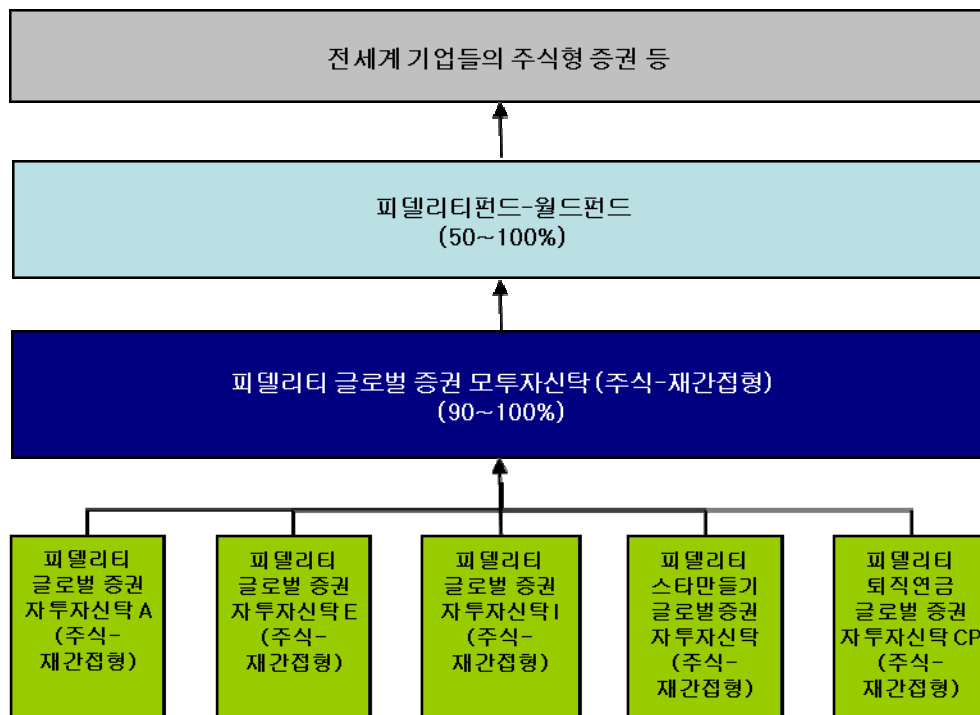 전세계 기업들의 주식형 증권 등
피델리티펀드-월드펀드
(50~100%)
피델리티 글로벌 증권 모투자신탁(주식-재간접형)
(90~100%)
피델리티
글로벌 증권
자투자신탁A
(주식-
재간접형)
피델리티
글로벌 증권
자투자신탁E
(주식-
재간접형)
피델리티
글로벌 증권
자투자신탁I
(주식-
재간접형)
피델리티
스타만들기
글로벌증권
자투자신탁
(주식-
재간접형)
피델리티
퇴직연금
글로벌 증권
자투자신탁CP
(주식-
재간접형)